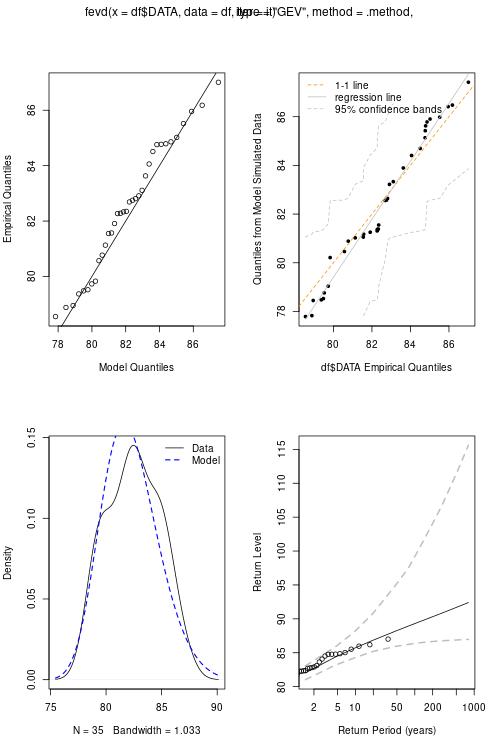 fevd(x = df$DATA, data = df, type = "GEV", method = .method,
Empirical Quantiles
86
84
82
80
78 80 82 84 86
Model Quantiles
1-1 line
regression line
95% confidence bands
Quantiles from Model Simulated Data
86
84
82
80
78
80 82 84 86
df$DATA Empirical Quantiles
Data
Model
Density
0.15
0.10
0.05
0.00
75 80 85 90
N = 35 Bandwidth = 1.033
Return Level
115
110
105
100
95
90
85
80
2 5 10 50 200 1000
Return Period (years)